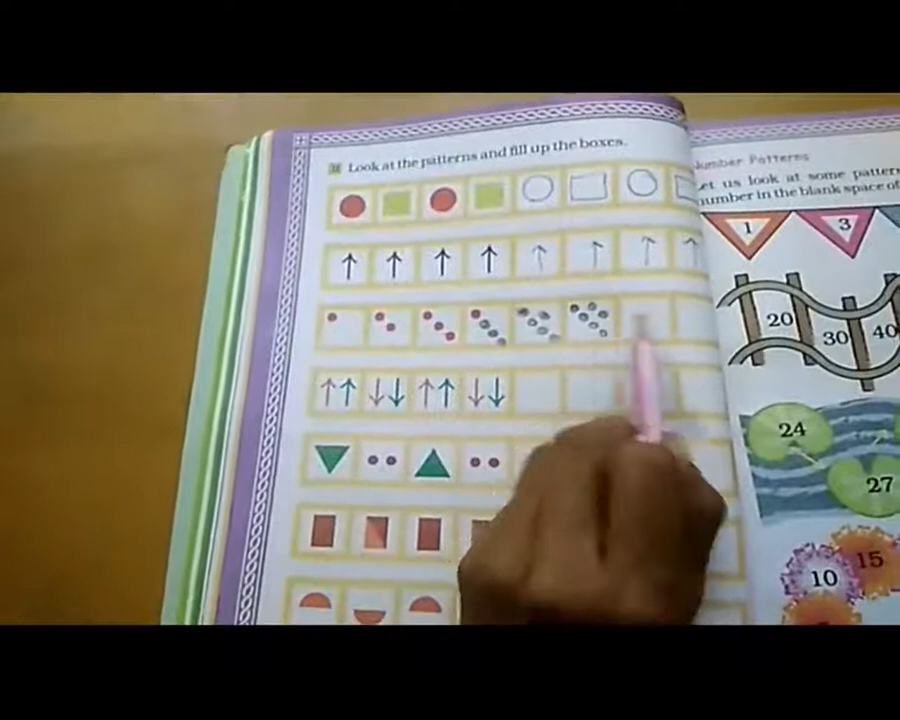 Look at the patterns and fill up the boxes.
Number Patterns
Let us look at some
number in the blank space of
1
3
20
30
40
24
27
15
10